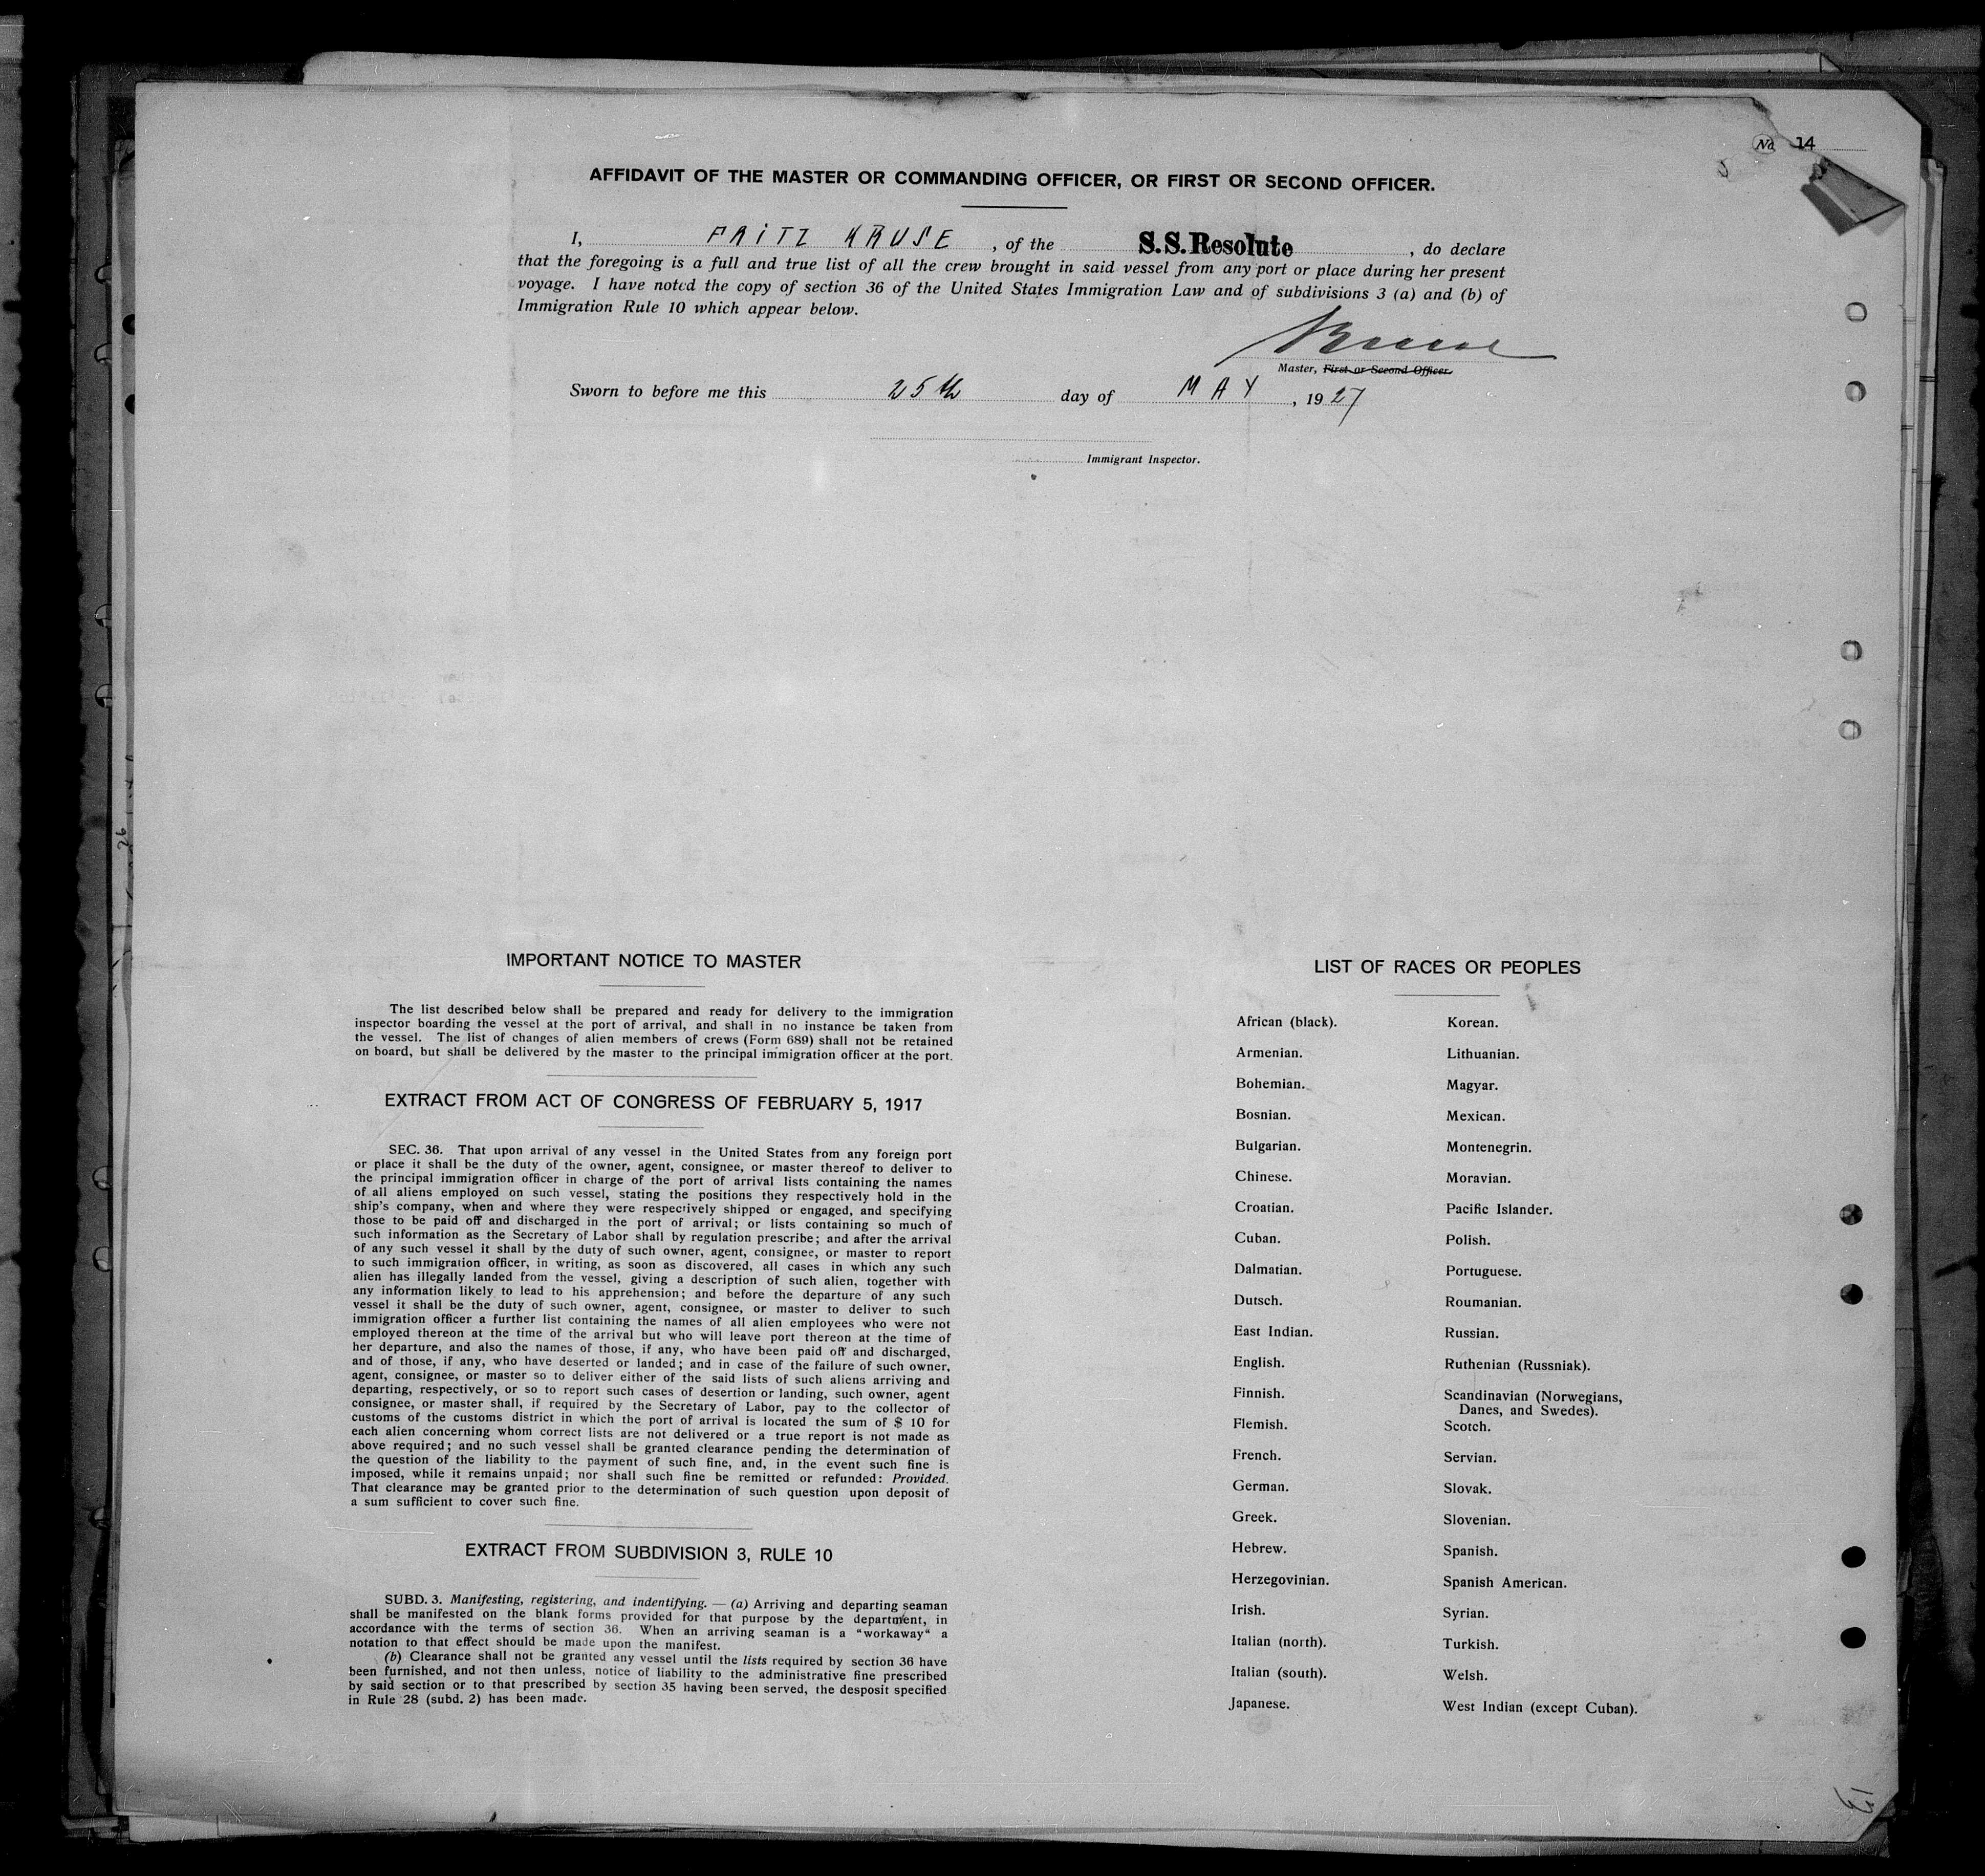 No. 14
AFFIDAVIT OF THE MASTER OR COMMANDING OFFICER, OR FIRST OR SECOND OFFICER.
I, FRITZ KRUSE, of the S.S. Resolute, do declare
that the foregoing is a full and true list of all the crew brought in said vessel from any port or place during her present
voyage. I have noted the copy of section 36 of the United States Immigration Law and of subdivisions 3 (a) and (b) of
Immigration Rule 10 which appear below.
Kruse
Master, First or Second Officer.
Sworn to before me this 25th day of MAY, 1927
Immigrant Inspector.
IMPORTANT NOTICE TO MASTER
The list described below shall be prepared and ready for delivery to the immigration
inspector boarding the vessel at the port of arrival, and shall in no instance be taken from
the vessel. The list of changes of alien members of crews (Form 689) shall not be retained
on board, but shall be delivered by the master to the principal immigration officer at the port.
EXTRACT FROM ACT OF CONGRESS OF FEBRUARY 5, 1917
SEC. 36. That upon arrival of any vessel in the United States from any foreign port
or place it shall be the duty of the owner, agent, consignee, or master thereof to deliver to
the principal immigration officer in charge of the port of arrival lists containing the names
of all aliens employed on such vessel, stating the positions they respectively hold in the
ship's company, when and where they were respectively shipped or engaged, and specifying
those to be paid off and discharged in the port of arrival; or lists containing so much of
such information as the Secretary of Labor shall by regulation prescribe; and after the arrival
of any such vessel it shall by the duty of such owner, agent, consignee, or master to report
to such immigration officer, in writing, as soon as discovered, all cases in which any such
alien has illegally landed from the vessel, giving a description of such alien, together with
any information likely to lead to his apprehension; and before the departure of any such
vessel it shall be the duty of such owner, agent, consignee, or master to deliver to such
immigration officer a further list containing the names of all alien employees who were not
employed thereon at the time of the arrival but who will leave port thereon at the time of
her departure, and also the names of those, if any, who have been paid off and discharged,
and of those, if any, who have deserted or landed; and in case of the failure of such owner,
agent, consignee, or master so to deliver either of the said lists of such aliens arriving and
departing, respectively, or so to report such cases of desertion or landing, such owner, agent
consignee, or master shall, if required by the Secretary of Labor, pay to the collector of
customs of the customs district in which the port of arrival is located the sum of $ 10 for
each alien concerning whom correct lists are not delivered or a true report is not made as
above required; and no such vessel shall be granted clearance pending the determination of
the question of the liability to the payment of such fine, and, in the event such fine is
imposed, while it remains unpaid; nor shall such fine be remitted or refunded: Provided.
That clearance may be granted prior to the determination of such question upon deposit of
a sum sufficient to cover such fine.
EXTRACT FROM SUBDIVISION 3, RULE 10
SUBD. 3. Manifesting, registering, and indentifying. — (a) Arriving and departing seaman
shall be manifested on the blank forms provided for that purpose by the department, in
accordance with the terms of section 36. When an arriving seaman is a "workaway" a
notation to that effect should be made upon the manifest.
(b) Clearance shall not be granted any vessel until the lists required by section 36 have
been furnished, and not then unless, notice of liability to the administrative fine prescribed
by said section or to that prescribed by section 35 having been served, the desposit specified
in Rule 28 (subd. 2) has been made.
LIST OF RACES OR PEOPLES
African (black).
Armenian.
Bohemian.
Bosnian.
Bulgarian.
Chinese.
Croatian.
Cuban.
Dalmatian.
Dutsch.
East Indian.
English.
Finnish.
Flemish.
French.
German.
Greek.
Hebrew.
Herzegovinian.
Irish.
Italian (north).
Italian (south).
Japanese.
Korean.
Lithuanian.
Magyar.
Mexican.
Montenegrin.
Moravian.
Pacific Islander.
Polish.
Portuguese.
Roumanian.
Russian.
Ruthenian (Russniak).
Scandinavian (Norwegians,
Danes, and Swedes).
Scotch.
Servian.
Slovak.
Slovenian.
Spanish.
Spanish American.
Syrian.
Turkish.
Welsh.
West Indian (except Cuban).